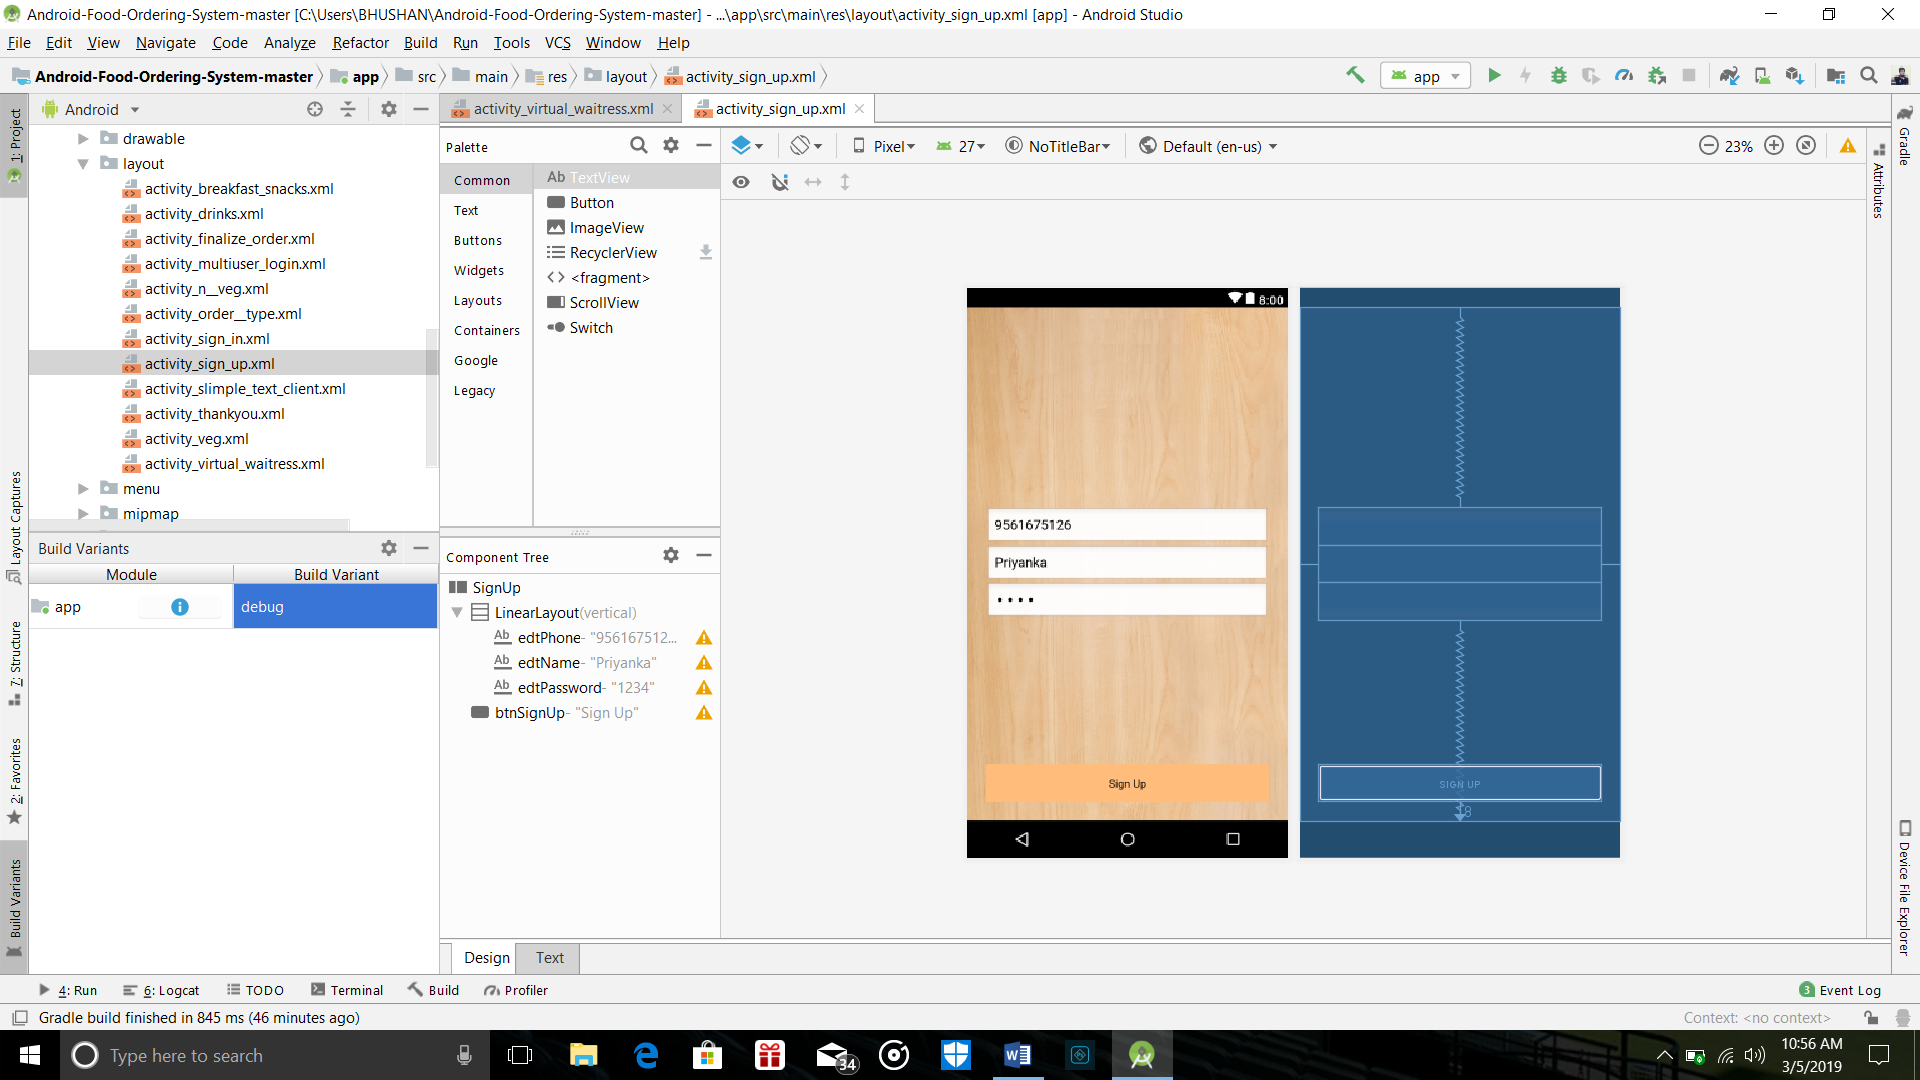 Android-Food-Ordering-System-master [C:\Users\BHUSHAN\Android-Food-Ordering-System-master] - ...\app\src\main\res\layout\activity_sign_up.xml [app] - Android Studio
File Edit View Navigate Code Analyze Refactor Build Run Tools VCS Window Help
Android-Food-Ordering-System-master app src main res layout activity_sign_up.xml
app
1: Project
Android
activity_virtual_waitress.xml
activity_sign_up.xml
drawable
layout
activity_breakfast_snacks.xml
activity_drinks.xml
activity_finalize_order.xml
activity_multiuser_login.xml
activity_n__veg.xml
activity_order__type.xml
activity_sign_in.xml
activity_sign_up.xml
activity_slimple_text_client.xml
activity_thankyou.xml
activity_veg.xml
activity_virtual_waitress.xml
menu
mipmap
Layout Captures
7: Structure
2: Favorites
Build Variants
Build Variants
Module Build Variant
app debug
Palette
Common
Text
Buttons
Widgets
Layouts
Containers
Google
Legacy
Ab TextView
Button
ImageView
RecyclerView
<fragment>
ScrollView
Switch
Component Tree
SignUp
LinearLayout(vertical)
Ab edtPhone- "956167512...
Ab edtName- "Priyanka"
Ab edtPassword- "1234"
btnSignUp- "Sign Up"
Pixel 27 NoTitleBar Default (en-us) 23%
8:00
9561675126
Priyanka
Sign Up
SIGN UP
8
Gradle
Attributes
Device File Explorer
Design Text
4: Run 6: Logcat TODO Terminal Build Profiler
3 Event Log
Gradle build finished in 845 ms (46 minutes ago)
Context: <no context>
Type here to search
34
10:56 AM
3/5/2019